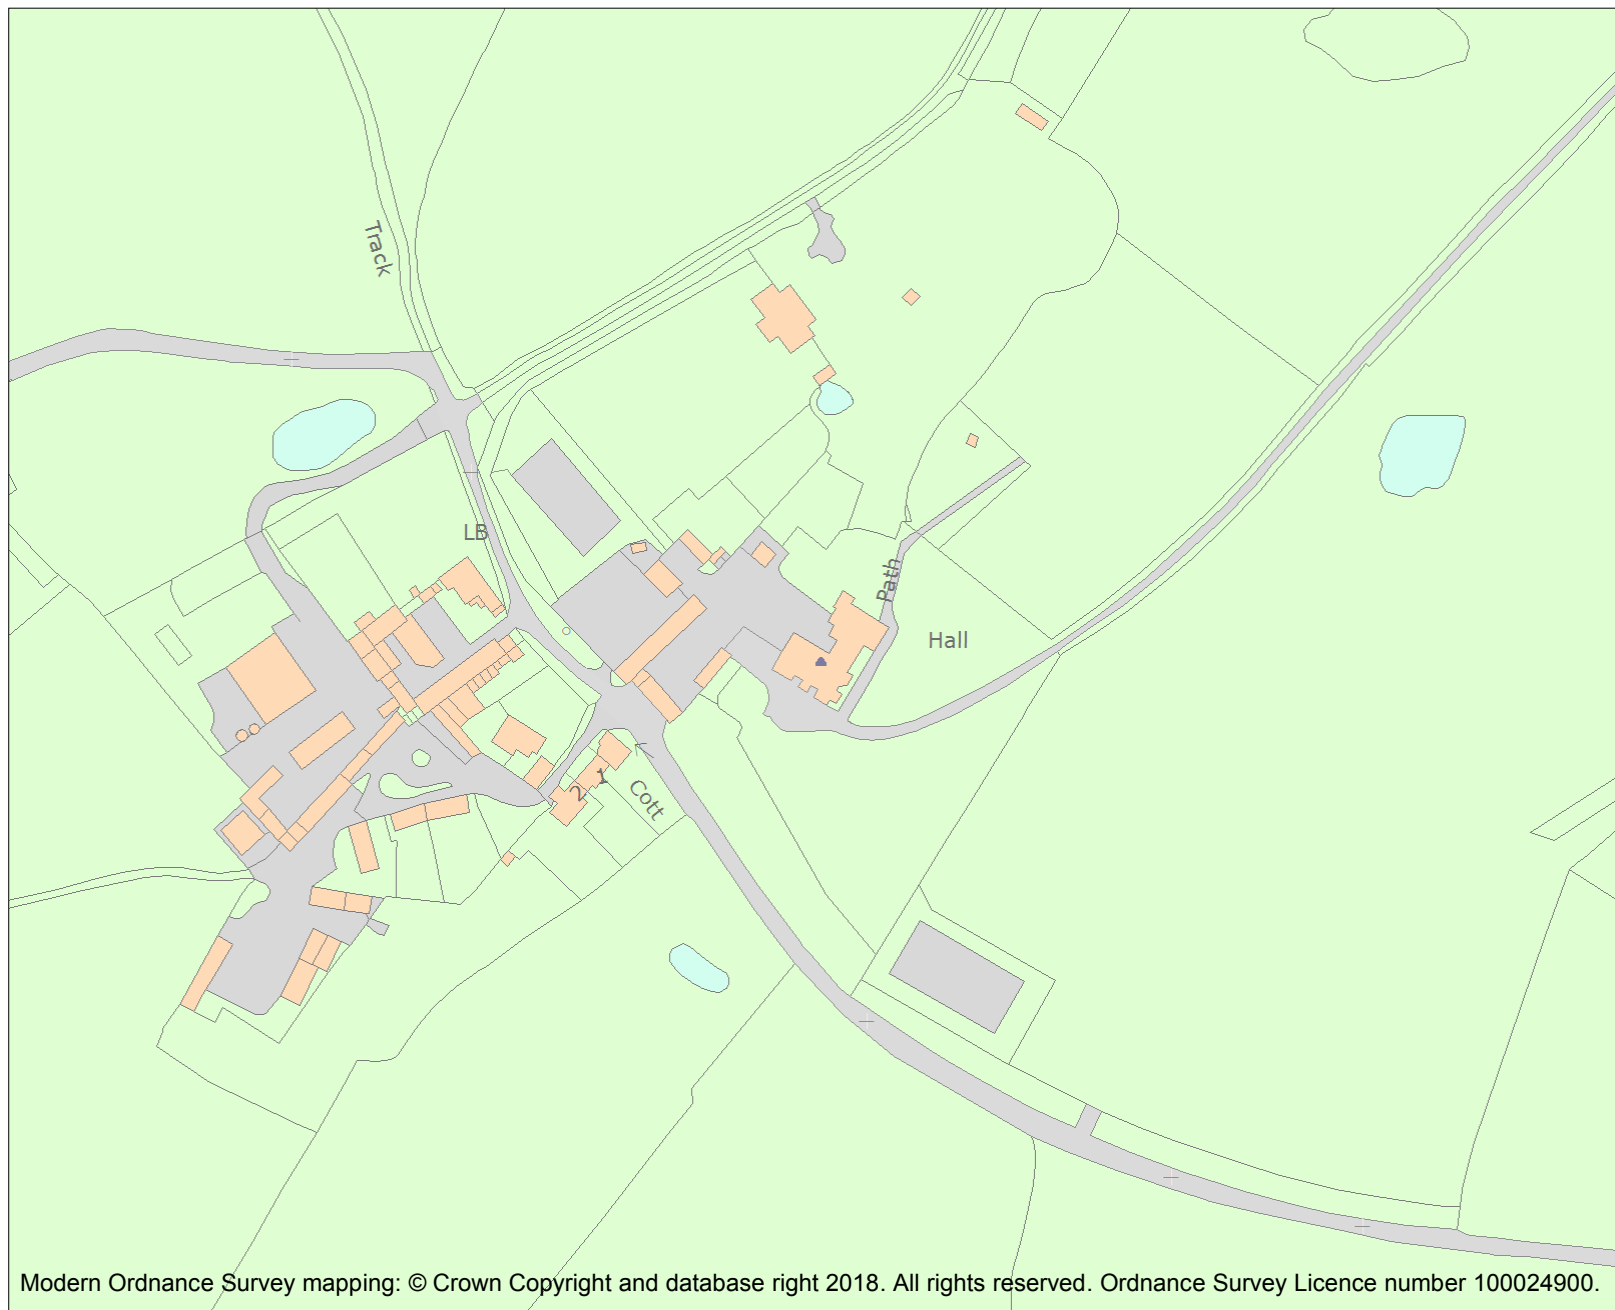 Track
LB
Path
Hall
1
2
Cott
Modern Ordnance Survey mapping: © Crown Copyright and database right 2018. All rights reserved. Ordnance Survey Licence number 100024900.